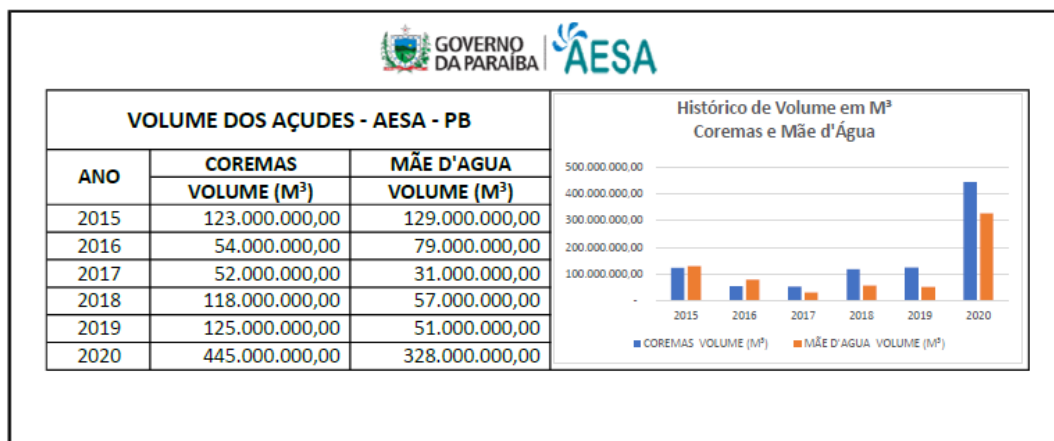 GOVERNO
DA PARAÍBA
AESA
VOLUME DOS AÇUDES - AESA - PB
ANO COREMAS MÃE D'AGUA
VOLUME (M³) VOLUME (M³)
2015 123.000.000,00 129.000.000,00
2016 54.000.000,00 79.000.000,00
2017 52.000.000,00 31.000.000,00
2018 118.000.000,00 57.000.000,00
2019 125.000.000,00 51.000.000,00
2020 445.000.000,00 328.000.000,00
Histórico de Volume em M³
Coremas e Mãe d'Água
500.000.000,00
400.000.000,00
300.000.000,00
200.000.000,00
100.000.000,00
-
2015 2016 2017 2018 2019 2020
COREMAS VOLUME (M³) MÃE D'AGUA VOLUME (M³)